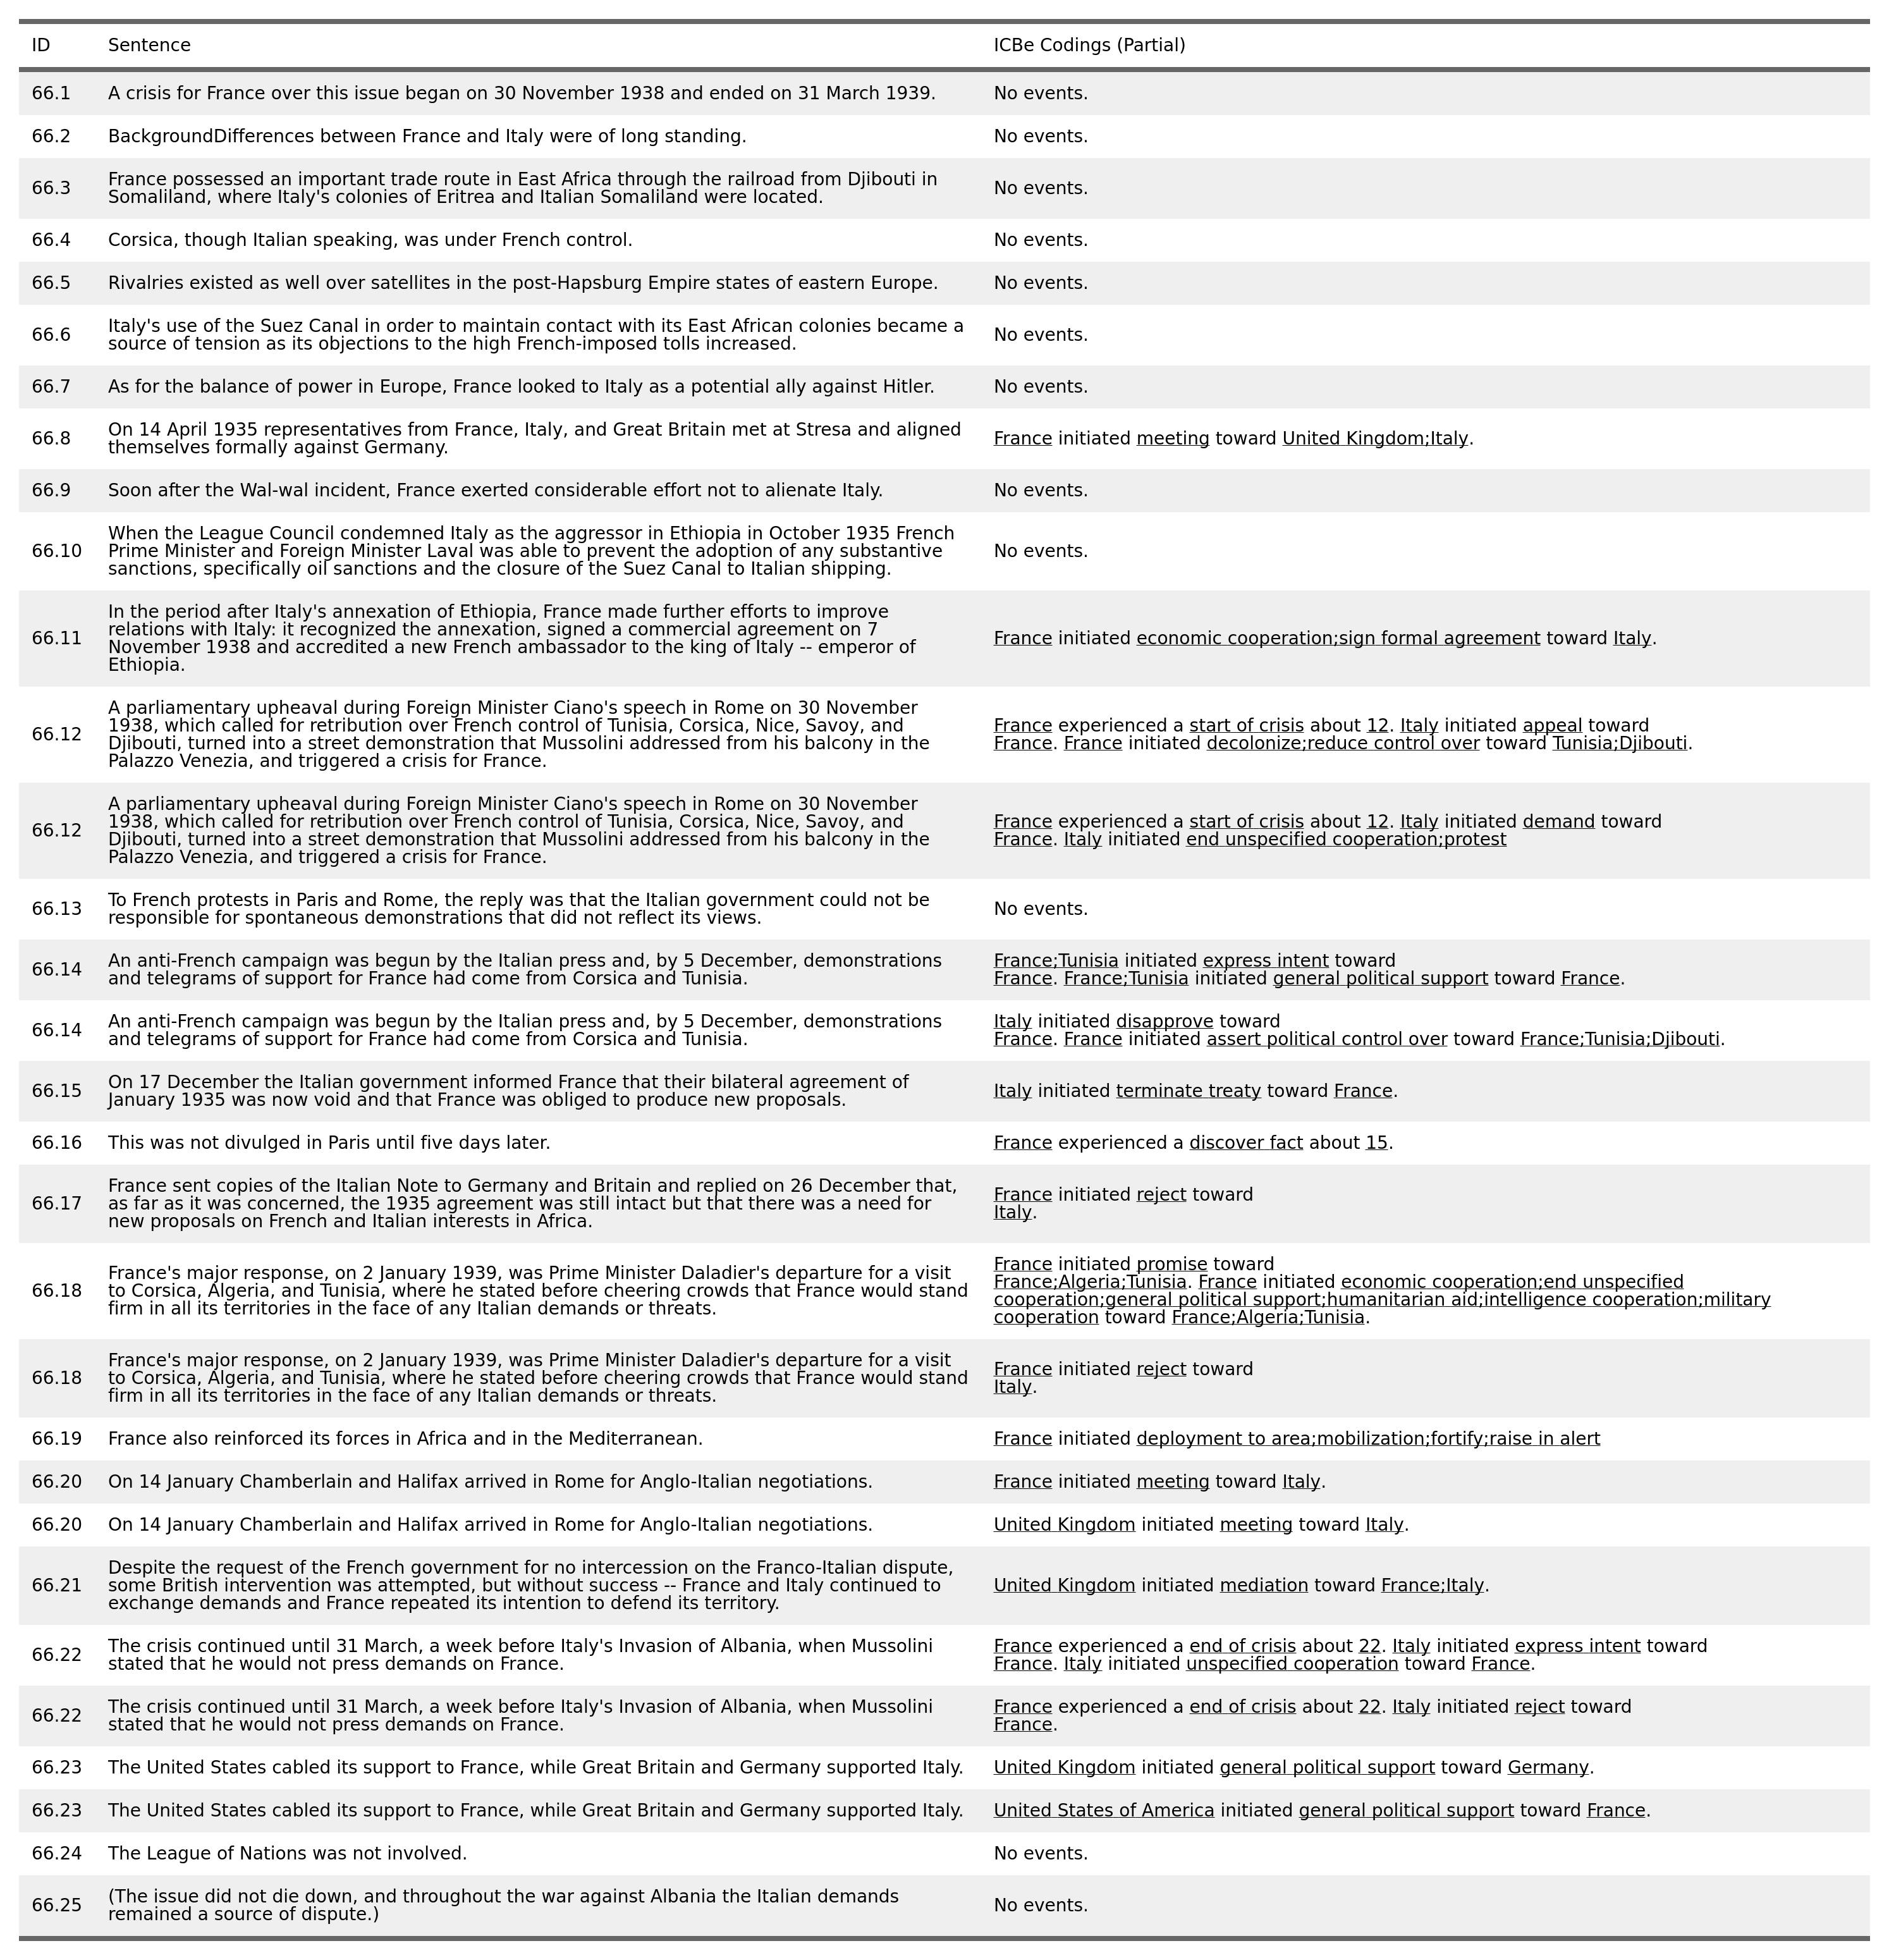 ID Sentence ICBe Codings (Partial)
66.1 A crisis for France over this issue began on 30 November 1938 and ended on 31 March 1939. No events.
66.2 BackgroundDifferences between France and Italy were of long standing. No events.
66.3 France possessed an important trade route in East Africa through the railroad from Djibouti in
Somaliland, where Italy's colonies of Eritrea and Italian Somaliland were located.
No events.
66.4 Corsica, though Italian speaking, was under French control. No events.
66.5 Rivalries existed as well over satellites in the post-Hapsburg Empire states of eastern Europe. No events.
66.6 Italy's use of the Suez Canal in order to maintain contact with its East African colonies became a
source of tension as its objections to the high French-imposed tolls increased.
No events.
66.7 As for the balance of power in Europe, France looked to Italy as a potential ally against Hitler. No events.
66.8 On 14 April 1935 representatives from France, Italy, and Great Britain met at Stresa and aligned
themselves formally against Germany.
France initiated meeting toward United Kingdom;Italy.
66.9 Soon after the Wal-wal incident, France exerted considerable effort not to alienate Italy. No events.
66.10 When the League Council condemned Italy as the aggressor in Ethiopia in October 1935 French
Prime Minister and Foreign Minister Laval was able to prevent the adoption of any substantive
sanctions, specifically oil sanctions and the closure of the Suez Canal to Italian shipping.
No events.
66.11 In the period after Italy's annexation of Ethiopia, France made further efforts to improve
relations with Italy: it recognized the annexation, signed a commercial agreement on 7
November 1938 and accredited a new French ambassador to the king of Italy -- emperor of
Ethiopia.
France initiated economic cooperation;sign formal agreement toward Italy.
66.12 A parliamentary upheaval during Foreign Minister Ciano's speech in Rome on 30 November
1938, which called for retribution over French control of Tunisia, Corsica, Nice, Savoy, and
Djibouti, turned into a street demonstration that Mussolini addressed from his balcony in the
Palazzo Venezia, and triggered a crisis for France.
France experienced a start of crisis about 12. Italy initiated appeal toward
France. France initiated decolonize;reduce control over toward Tunisia;Djibouti.
66.12 A parliamentary upheaval during Foreign Minister Ciano's speech in Rome on 30 November
1938, which called for retribution over French control of Tunisia, Corsica, Nice, Savoy, and
Djibouti, turned into a street demonstration that Mussolini addressed from his balcony in the
Palazzo Venezia, and triggered a crisis for France.
France experienced a start of crisis about 12. Italy initiated demand toward
France. Italy initiated end unspecified cooperation;protest
66.13 To French protests in Paris and Rome, the reply was that the Italian government could not be
responsible for spontaneous demonstrations that did not reflect its views.
No events.
66.14 An anti-French campaign was begun by the Italian press and, by 5 December, demonstrations
and telegrams of support for France had come from Corsica and Tunisia.
France;Tunisia initiated express intent toward
France. France;Tunisia initiated general political support toward France.
66.14 An anti-French campaign was begun by the Italian press and, by 5 December, demonstrations
and telegrams of support for France had come from Corsica and Tunisia.
Italy initiated disapprove toward
France. France initiated assert political control over toward France;Tunisia;Djibouti.
66.15 On 17 December the Italian government informed France that their bilateral agreement of
January 1935 was now void and that France was obliged to produce new proposals.
Italy initiated terminate treaty toward France.
66.16 This was not divulged in Paris until five days later. France experienced a discover fact about 15.
66.17 France sent copies of the Italian Note to Germany and Britain and replied on 26 December that,
as far as it was concerned, the 1935 agreement was still intact but that there was a need for
new proposals on French and Italian interests in Africa.
France initiated reject toward
Italy.
66.18 France's major response, on 2 January 1939, was Prime Minister Daladier's departure for a visit
to Corsica, Algeria, and Tunisia, where he stated before cheering crowds that France would stand
firm in all its territories in the face of any Italian demands or threats.
France initiated promise toward
France;Algeria;Tunisia. France initiated economic cooperation;end unspecified
cooperation;general political support;humanitarian aid;intelligence cooperation;military
cooperation toward France;Algeria;Tunisia.
66.18 France's major response, on 2 January 1939, was Prime Minister Daladier's departure for a visit
to Corsica, Algeria, and Tunisia, where he stated before cheering crowds that France would stand
firm in all its territories in the face of any Italian demands or threats.
France initiated reject toward
Italy.
66.19 France also reinforced its forces in Africa and in the Mediterranean. France initiated deployment to area;mobilization;fortify;raise in alert
66.20 On 14 January Chamberlain and Halifax arrived in Rome for Anglo-Italian negotiations. France initiated meeting toward Italy.
66.20 On 14 January Chamberlain and Halifax arrived in Rome for Anglo-Italian negotiations. United Kingdom initiated meeting toward Italy.
66.21 Despite the request of the French government for no intercession on the Franco-Italian dispute,
some British intervention was attempted, but without success -- France and Italy continued to
exchange demands and France repeated its intention to defend its territory.
United Kingdom initiated mediation toward France;Italy.
66.22 The crisis continued until 31 March, a week before Italy's Invasion of Albania, when Mussolini
stated that he would not press demands on France.
France experienced a end of crisis about 22. Italy initiated express intent toward
France. Italy initiated unspecified cooperation toward France.
66.22 The crisis continued until 31 March, a week before Italy's Invasion of Albania, when Mussolini
stated that he would not press demands on France.
France experienced a end of crisis about 22. Italy initiated reject toward
France.
66.23 The United States cabled its support to France, while Great Britain and Germany supported Italy. United Kingdom initiated general political support toward Germany.
66.23 The United States cabled its support to France, while Great Britain and Germany supported Italy. United States of America initiated general political support toward France.
66.24 The League of Nations was not involved. No events.
66.25 (The issue did not die down, and throughout the war against Albania the Italian demands
remained a source of dispute.)
No events.